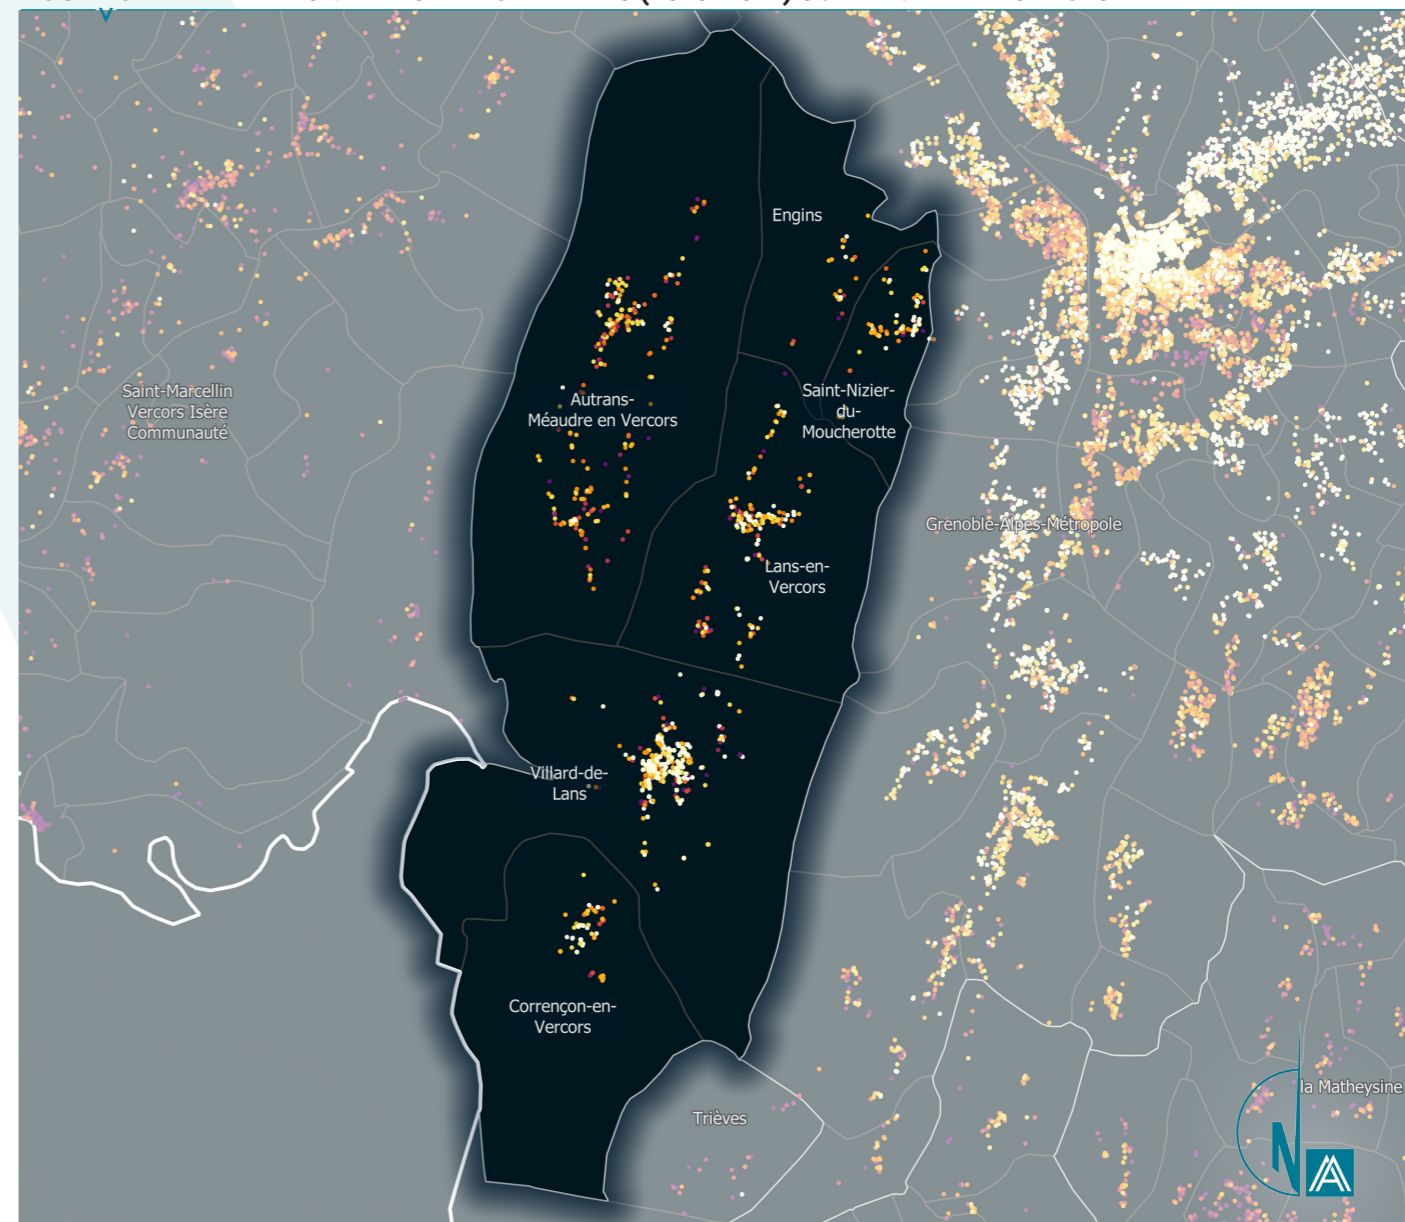 Engins
Saint-Marcellin
Vercors Isère
Communauté
Autrans-
Méaudre en Vercors
Saint-Nizier-
du-
Moucherotte
Grenoble-Alpes-Métropole
Lans-en-
Vercors
Villard-de-
Lans
Corrençon-en-
Vercors
la Matheysine
Trièves
N